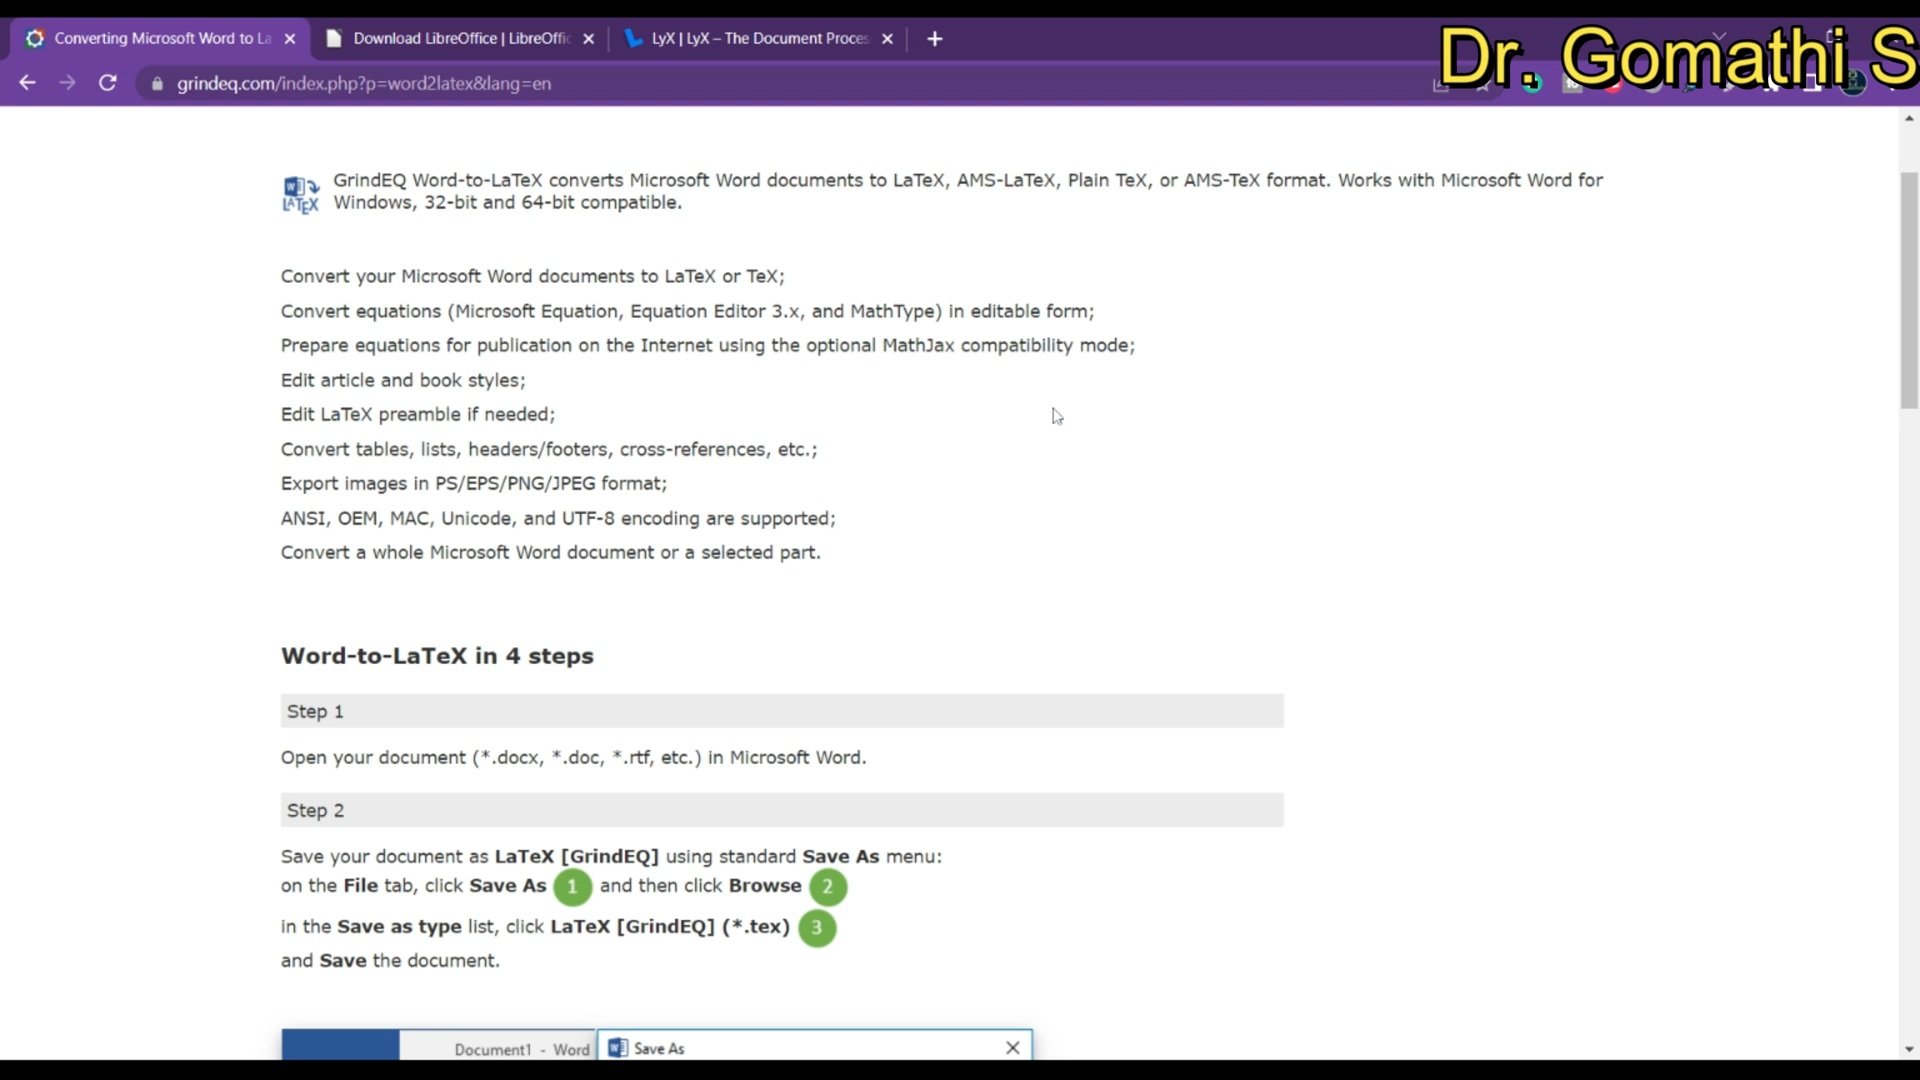 Converting Microsoft Word to La
Download LibreOffice | LibreOffic
LyX | LyX – The Document Proces
Dr. Gomathi S
grindeq.com/index.php?p=word2latex&lang=en
GrindEQ Word-to-LaTeX converts Microsoft Word documents to LaTeX, AMS-LaTeX, Plain TeX, or AMS-TeX format. Works with Microsoft Word for
Windows, 32-bit and 64-bit compatible.
Convert your Microsoft Word documents to LaTeX or TeX;
Convert equations (Microsoft Equation, Equation Editor 3.x, and MathType) in editable form;
Prepare equations for publication on the Internet using the optional MathJax compatibility mode;
Edit article and book styles;
Edit LaTeX preamble if needed;
Convert tables, lists, headers/footers, cross-references, etc.;
Export images in PS/EPS/PNG/JPEG format;
ANSI, OEM, MAC, Unicode, and UTF-8 encoding are supported;
Convert a whole Microsoft Word document or a selected part.
Word-to-LaTeX in 4 steps
Step 1
Open your document (*.docx, *.doc, *.rtf, etc.) in Microsoft Word.
Step 2
Save your document as LaTeX [GrindEQ] using standard Save As menu:
on the File tab, click Save As 1 and then click Browse 2
in the Save as type list, click LaTeX [GrindEQ] (*.tex) 3
and Save the document.
Document1 - Word
Save As